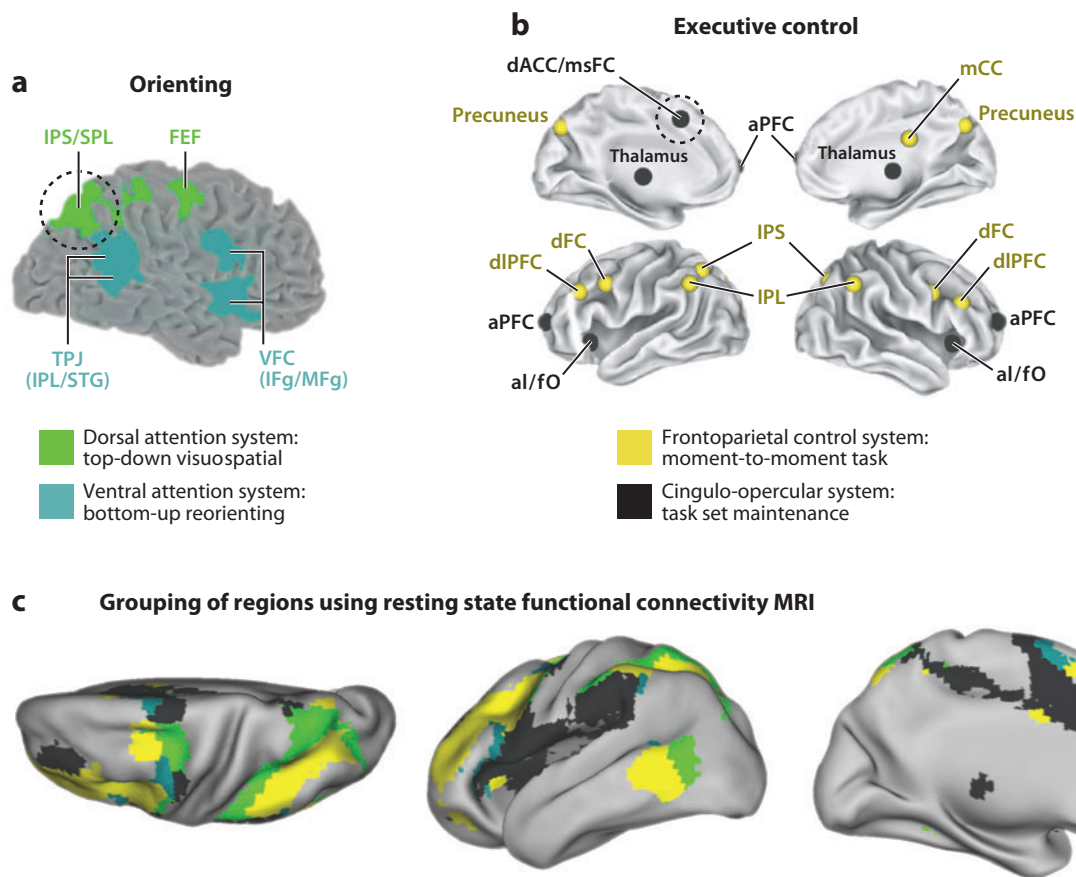 a Orienting
IPS/SPL
FEF
TPJ
(IPL/STG)
VFC
(IFg/MFg)
Dorsal attention system:
top-down visuospatial
Ventral attention system:
bottom-up reorienting
b Executive control
dACC/msFC
mCC
Precuneus
aPFC
Precuneus
Thalamus
Thalamus
dFC
IPS
dFC
dlPFC
dlPFC
IPL
aPFC
aPFC
aI/fO
aI/fO
Frontoparietal control system:
moment-to-moment task
Cingulo-opercular system:
task set maintenance
c Grouping of regions using resting state functional connectivity MRI